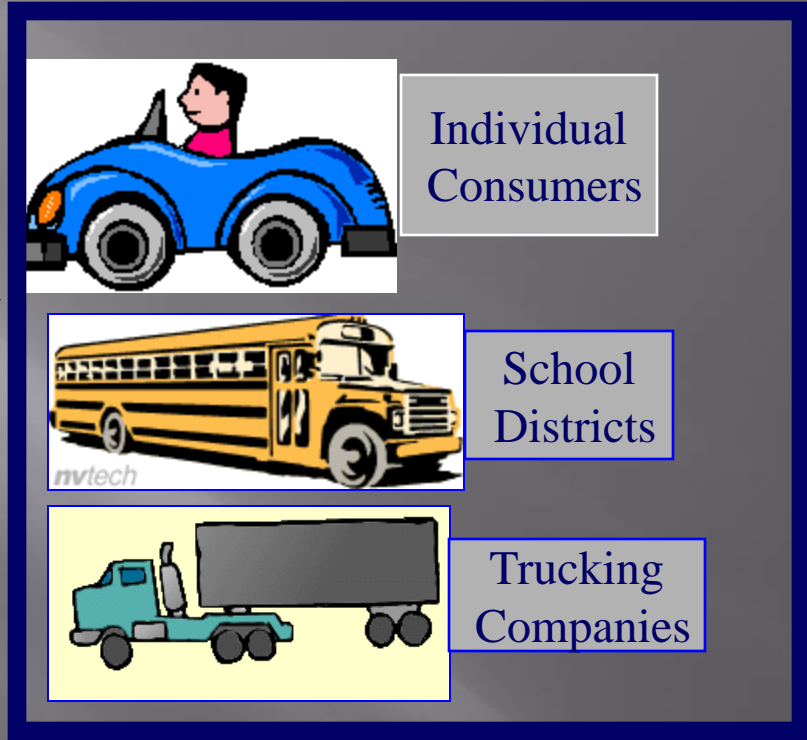 Individual
Consumers
School
Districts
nvtech
Trucking
Companies